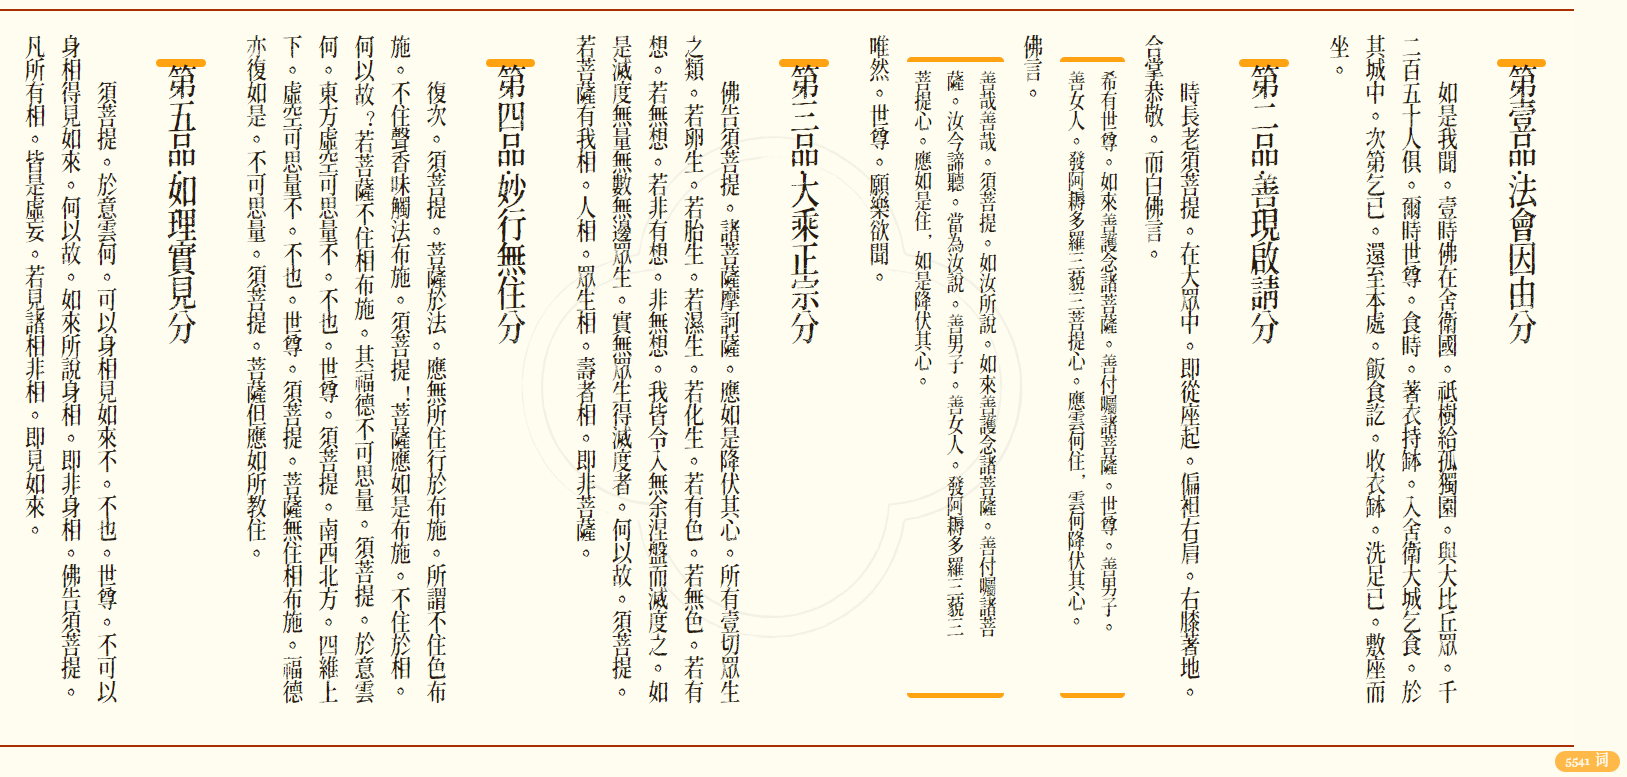 第壹品·法會因由分
如是我聞。壹時佛在舍衛國。祇樹給孤獨園。與大比丘眾。千
二百五十人俱。爾時世尊。食時。著衣持缽。入舍衛大城乞食。於
其城中。次第乞已。還至本處。飯食訖。收衣缽。洗足已。敷座而
坐。
第二品·善現啟請分
時長老須菩提。在大眾中。即從座起。偏袒右肩。右膝著地。
合掌恭敬。而白佛言。
希有世尊。如來善護念諸菩薩。善付囑諸菩薩。世尊。善男子。
善女人。發阿耨多羅三藐三菩提心。應雲何住，雲何降伏其心。
佛言。
善哉善哉。須菩提。如汝所說。如來善護念諸菩薩。善付囑諸菩
薩。汝今諦聽。當為汝說。善男子。善女人。發阿耨多羅三藐三
菩提心。應如是住，如是降伏其心。
唯然。世尊。願樂欲聞。
第三品·大乘正宗分
佛告須菩提。諸菩薩摩訶薩。應如是降伏其心。所有壹切眾生
之類。若卵生。若胎生。若濕生。若化生。若有色。若無色。若有
想。若無想。若非有想。非無想。我皆令入無余涅盤而滅度之。如
是滅度無量無數無邊眾生。實無眾生得滅度者。何以故。須菩提。
若菩薩有我相。人相。眾生相。壽者相。即非菩薩。
第四品·妙行無住分
復次。須菩提。菩薩於法。應無所住行於布施。所謂不住色布
施。不住聲香味觸法布施。須菩提！菩薩應如是布施。不住於相。
何以故？若菩薩不住相布施。其福德不可思量。須菩提。於意雲
何。東方虛空可思量不。不也。世尊。須菩提。南西北方。四維上
下。虛空可思量不。不也。世尊。須菩提。菩薩無住相布施。福德
亦復如是。不可思量。須菩提。菩薩但應如所教住。
第五品·如理實見分
須菩提。於意雲何。可以身相見如來不。不也。世尊。不可以
身相得見如來。何以故。如來所說身相。即非身相。佛告須菩提。
凡所有相。皆是虛妄。若見諸相非相。即見如來。
5541 词